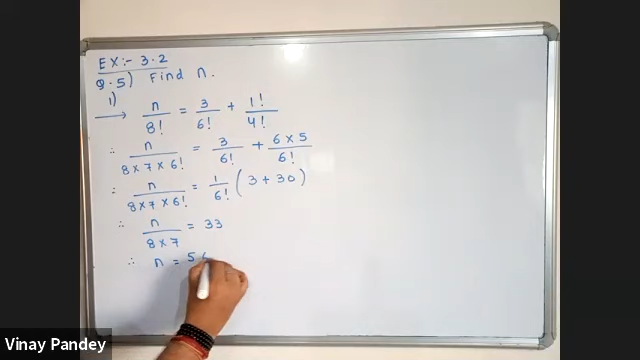 EX:- 3.2
Q.5) Find n.
1)
→ n/8! = 3/6! + 1!/4!
∴ n/(8×7×6!) = 3/6! + (6×5)/6!
∴ n/(8×7×6!) = 1/6! (3+30)
∴ n/(8×7) = 33
∴ n = 56
Vinay Pandey